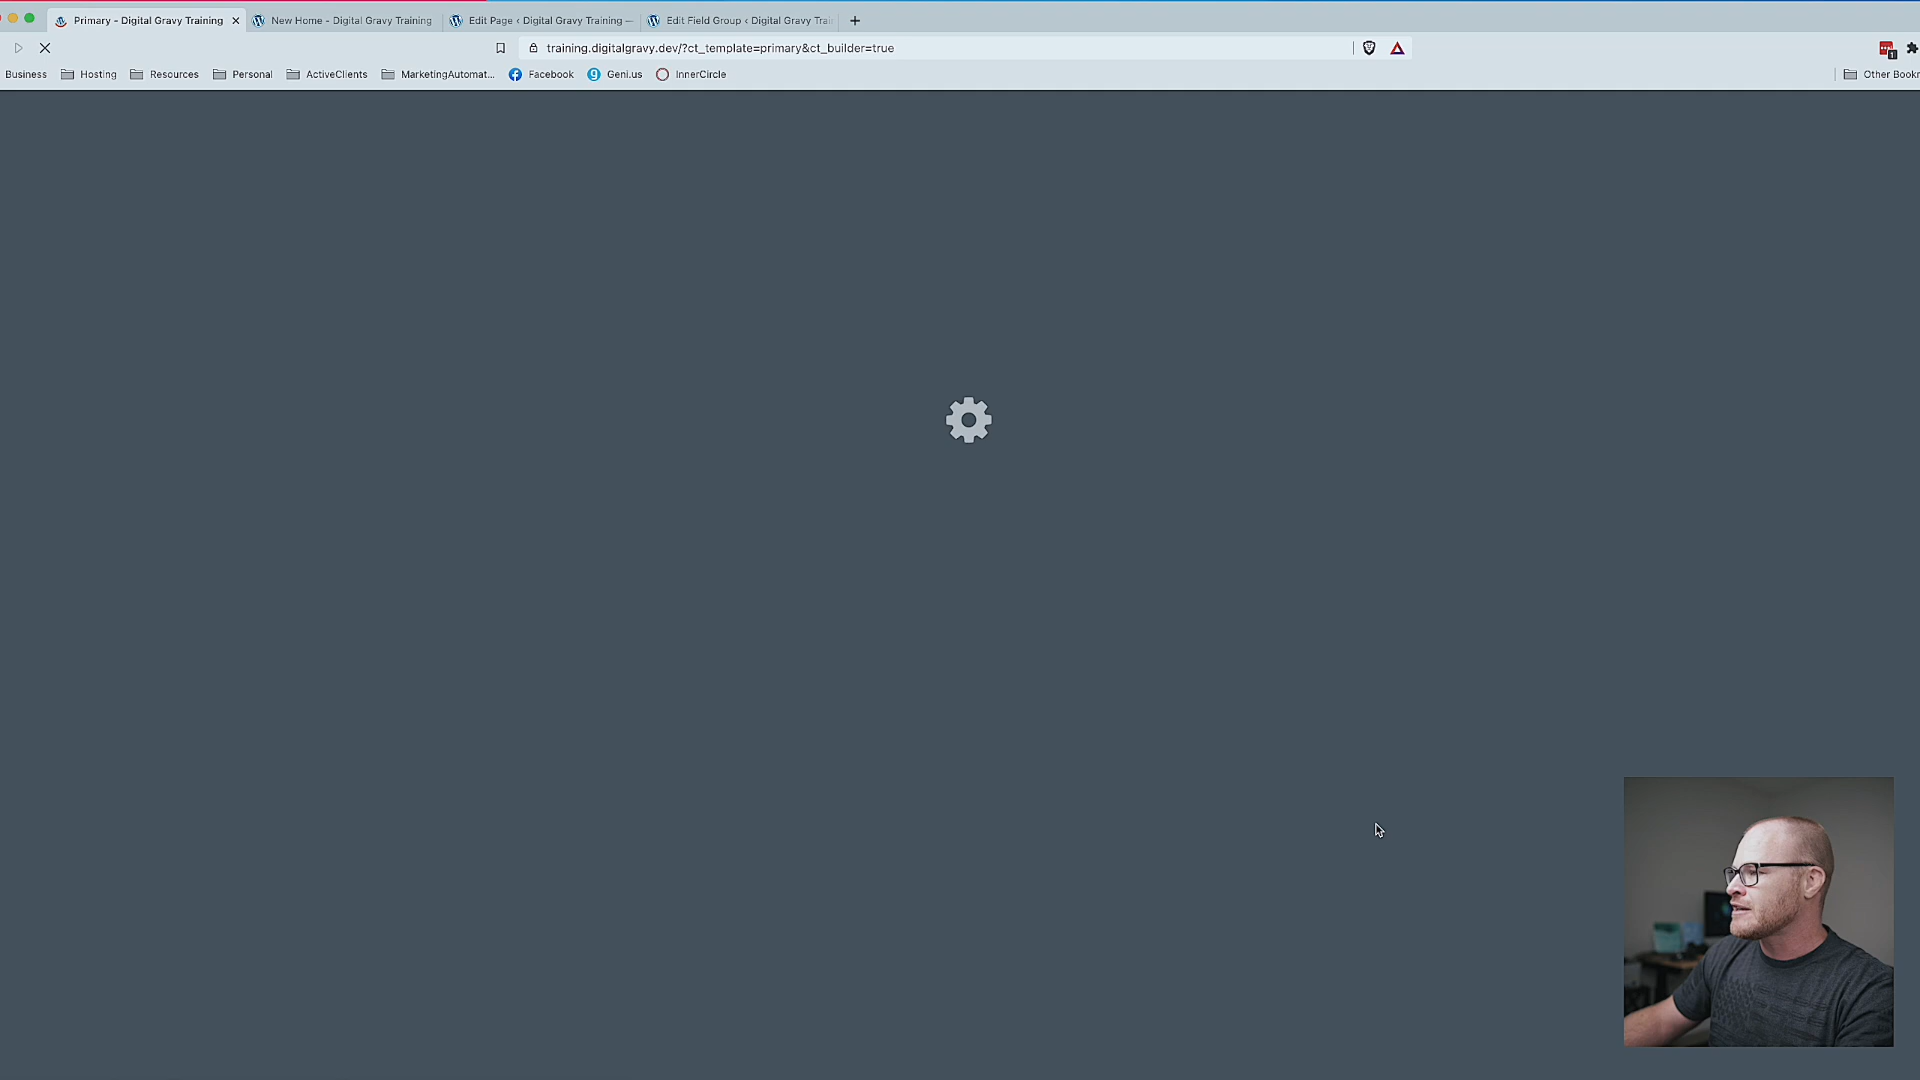 Primary - Digital Gravy Training
New Home - Digital Gravy Training
Edit Page ‹ Digital Gravy Training —
Edit Field Group ‹ Digital Gravy Trai
training.digitalgravy.dev/?ct_template=primary&ct_builder=true
1
Business
Hosting
Resources
Personal
ActiveClients
MarketingAutomat...
Facebook
Geni.us
InnerCircle
Other Bookr